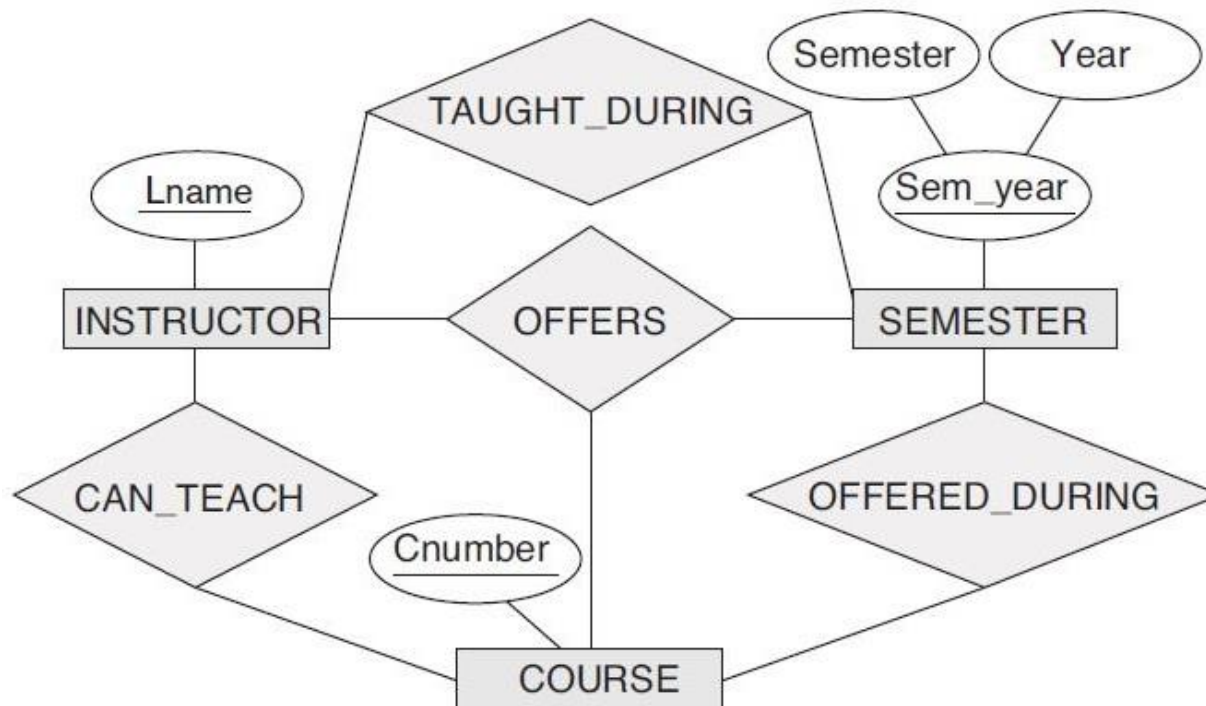 Semester
Year
TAUGHT_DURING
Lname
Sem_year
INSTRUCTOR
OFFERS
SEMESTER
CAN_TEACH
OFFERED_DURING
Cnumber
COURSE